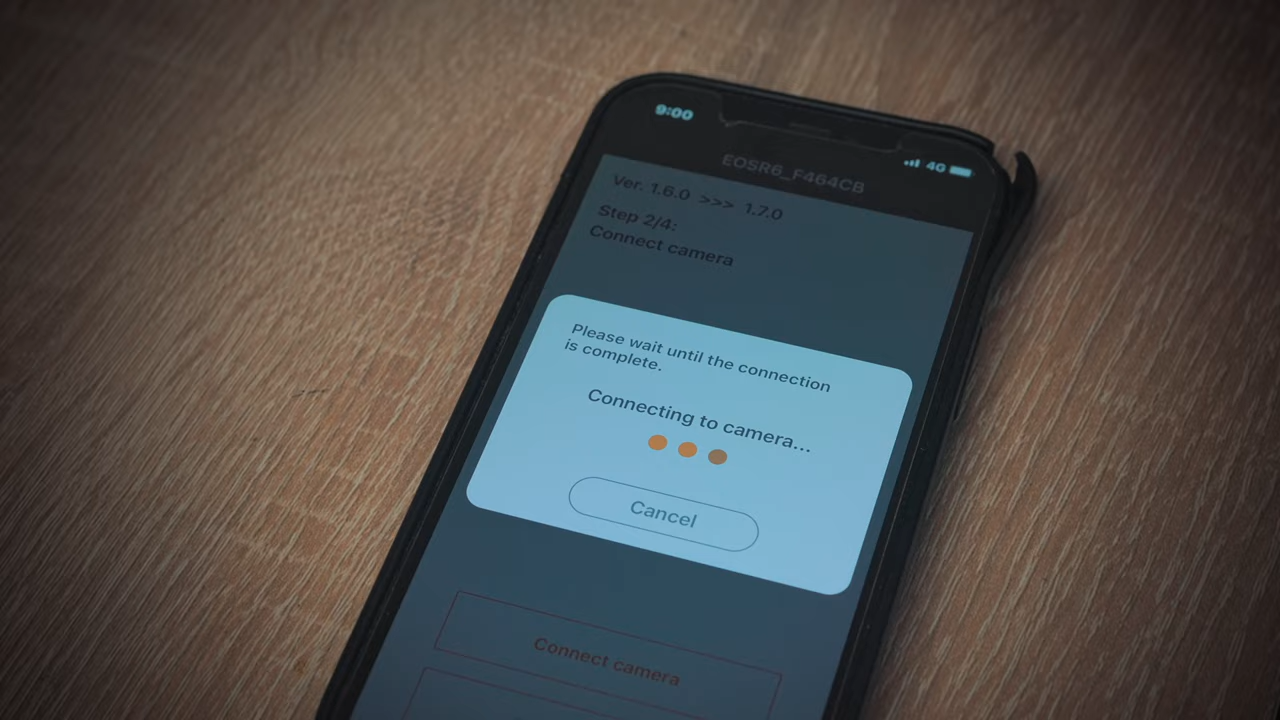 9:00
4G
EOSR6_F464CB
Ver. 1.6.0 >>> 1.7.0
Step 2/4:
Connect camera
Please wait until the connection
is complete.
Connecting to camera...
Cancel
Connect camera